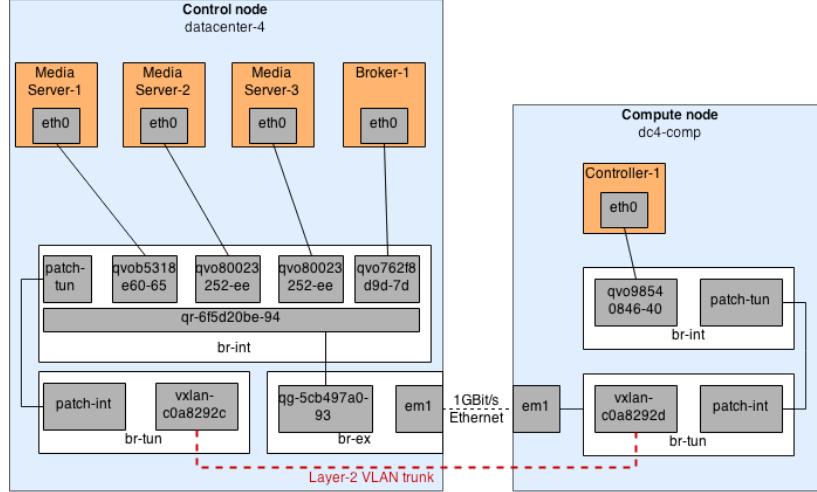 Control node
datacenter-4
Media
Server-1
eth0
Media
Server-2
eth0
Media
Server-3
eth0
Broker-1
eth0
patch-
tun
qvob5318
e60-65
qvo80023
252-ee
qvo80023
252-ee
qvo762f8
d9d-7d
qr-6f5d20be-94
br-int
patch-int
vxlan-
c0a8292c
br-tun
qg-5cb497a0-
93
em1
br-ex
1GBit/s
Ethernet
Layer-2 VLAN trunk
Compute node
dc4-comp
Controller-1
eth0
qvo9854
0846-40
patch-tun
br-int
em1
vxlan-
c0a8292d
patch-int
br-tun